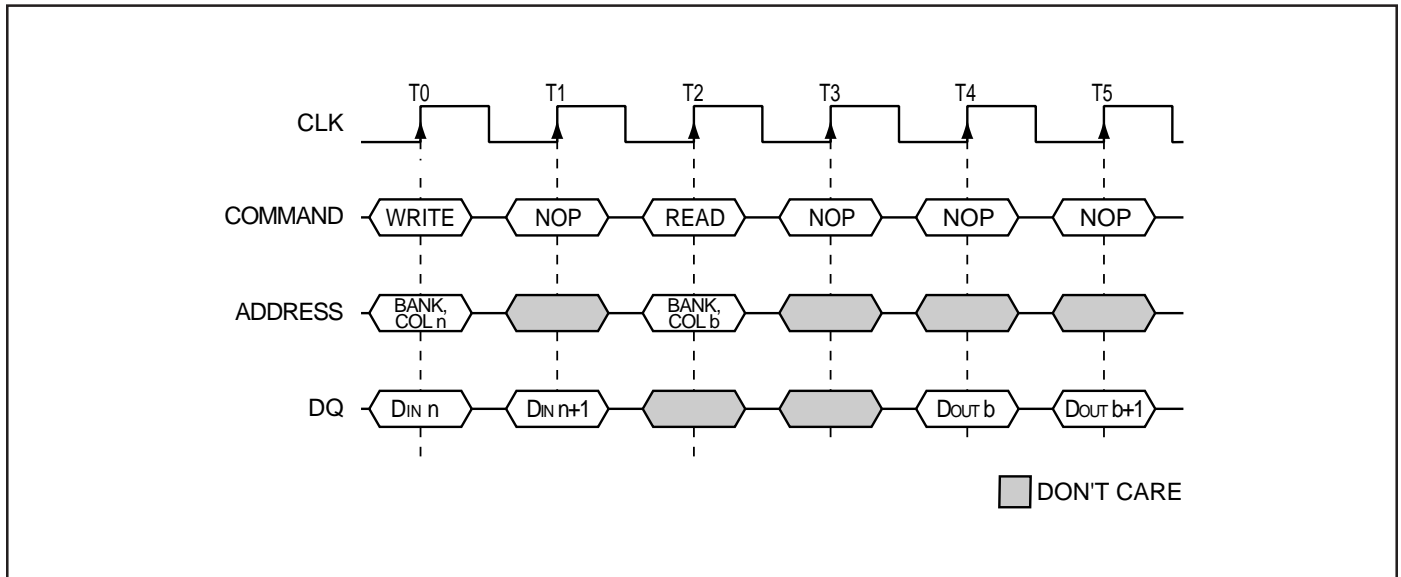 T0 T1 T2 T3 T4 T5
CLK
COMMAND WRITE NOP READ NOP NOP NOP
ADDRESS BANK, COL n BANK, COL b
DQ DIN n DIN n+1 DOUT b DOUT b+1
DON'T CARE